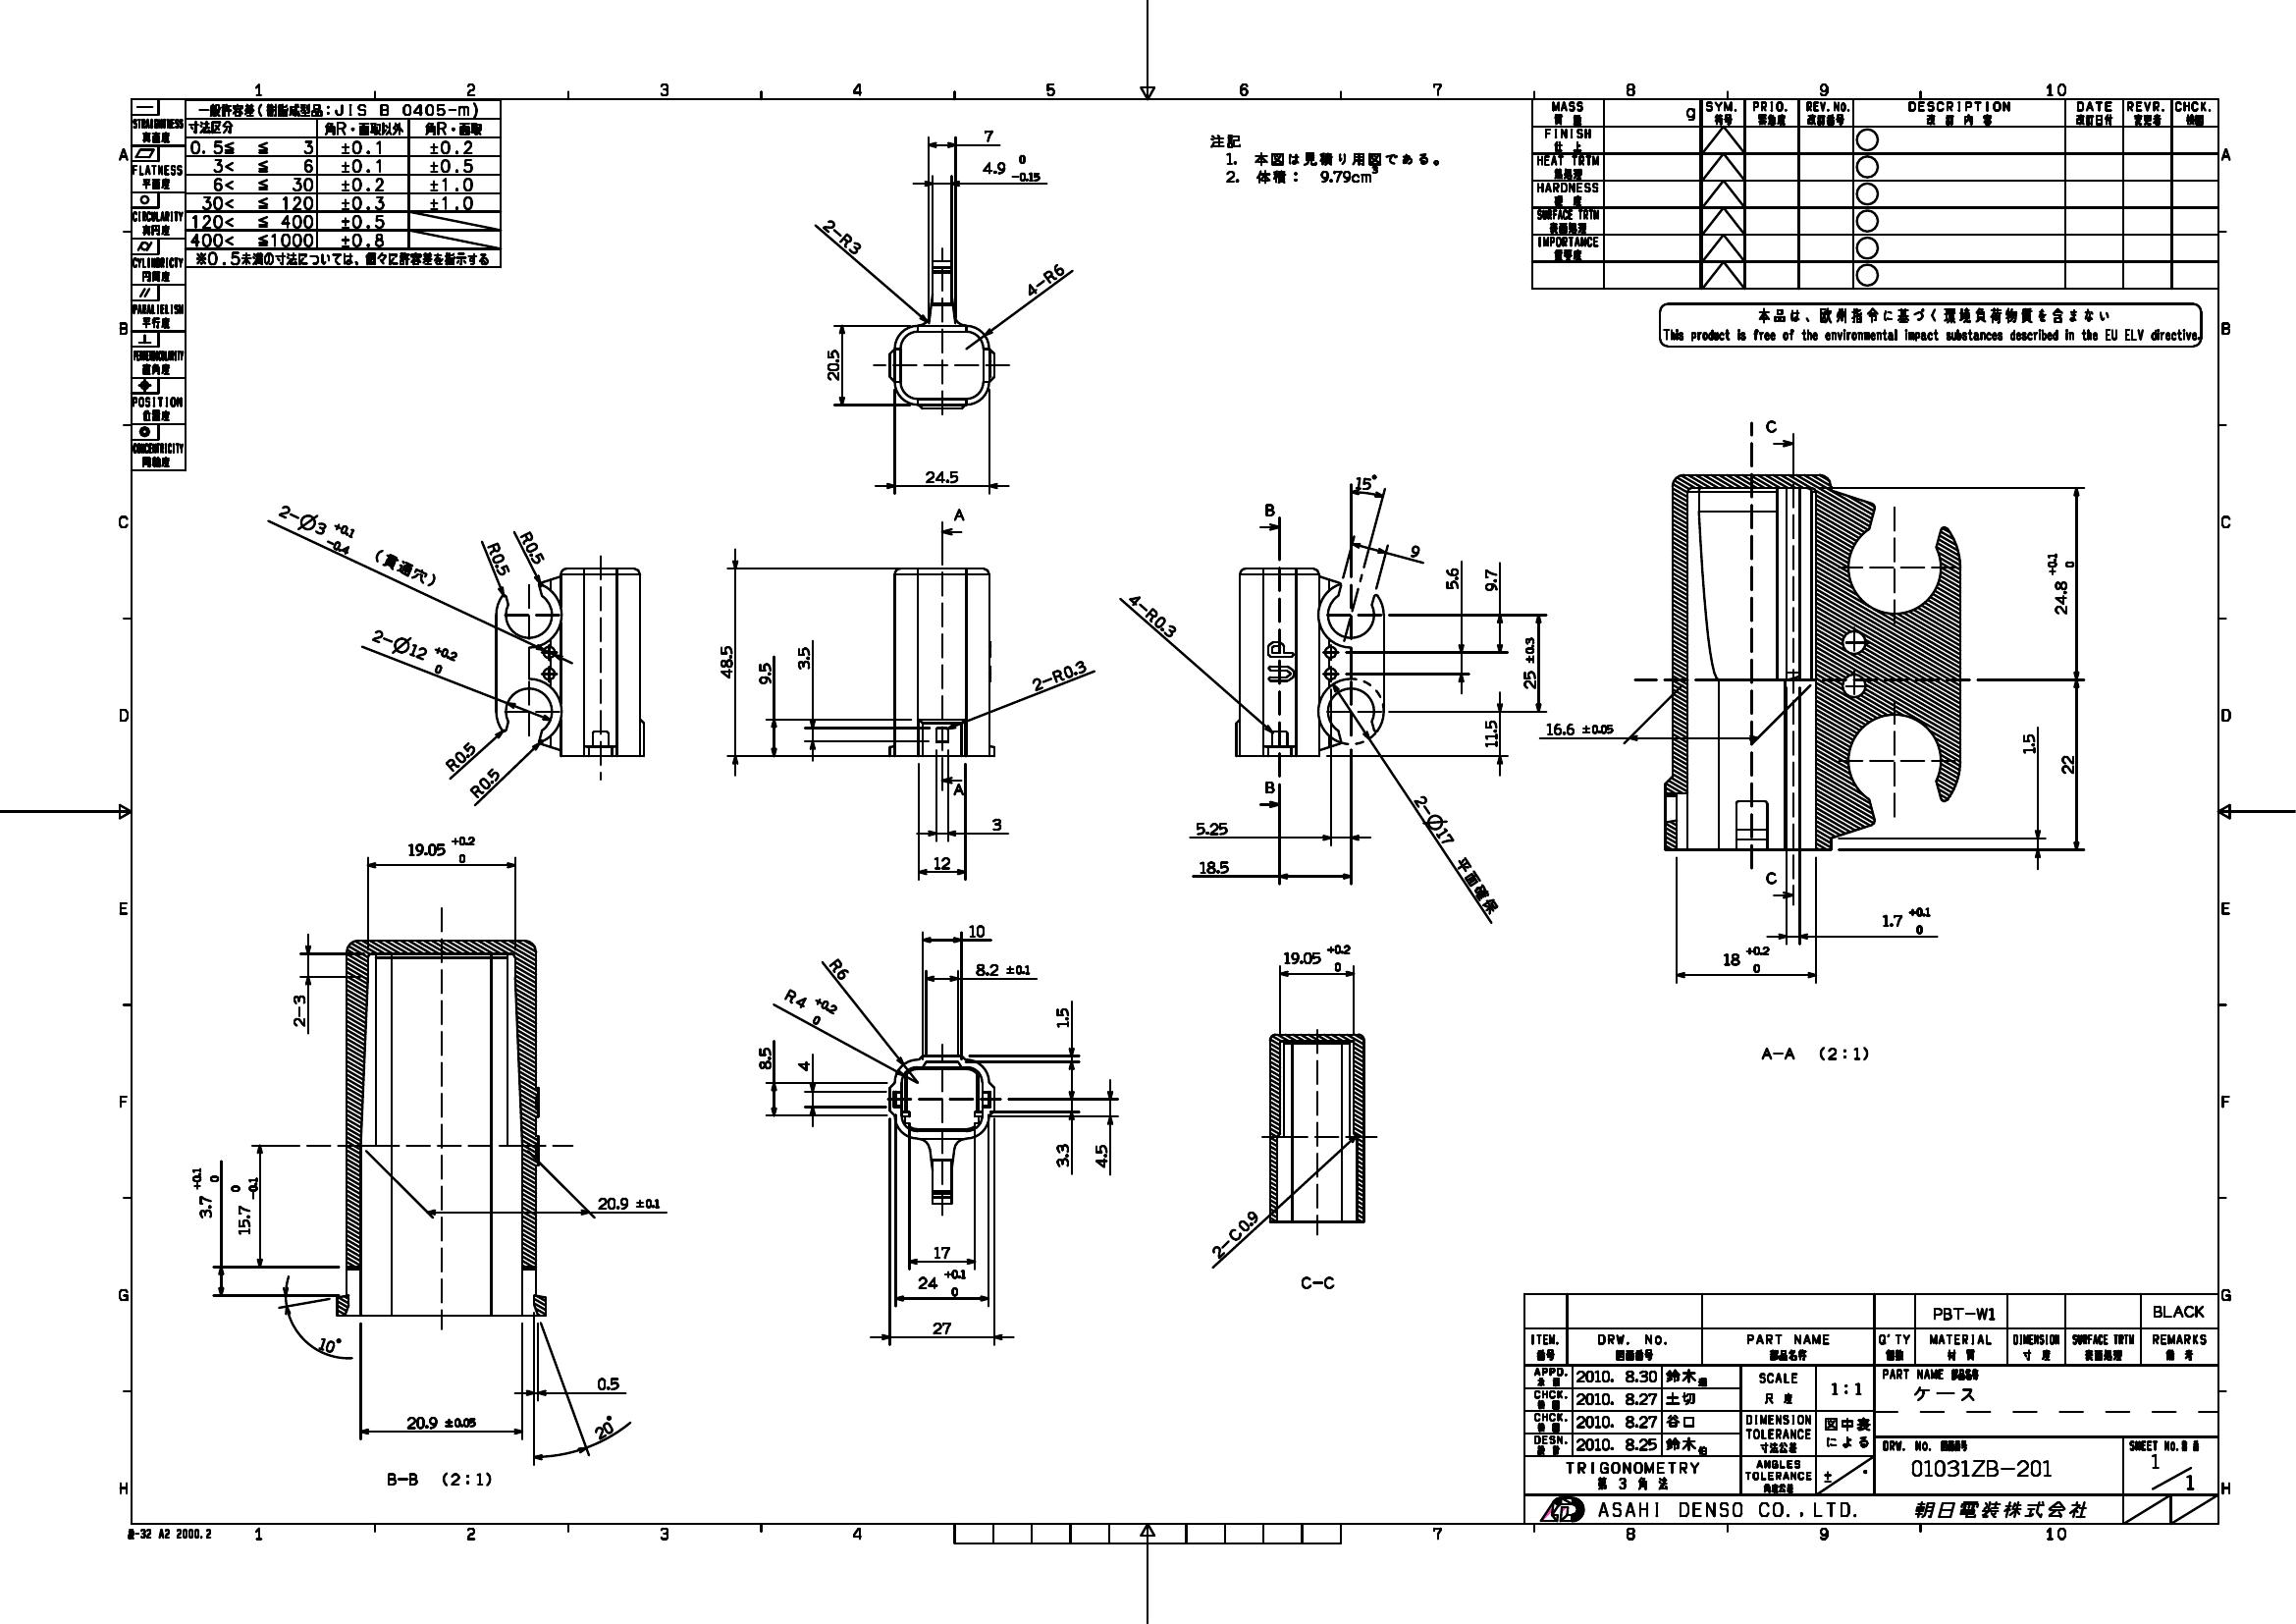 1 2 3 4 5 6 7 8 9 10
A B C D E F G H
STRAIGHTNESS
真直度
FLATNESS
平面度
CIRCULARITY
真円度
CYLINDRICTY
円筒度
PARALIELISM
平行度
直角度
POSITION
位置度
CONCENTRICITY
同軸度
一般許容差(樹脂成型品:JIS B 0405-m)
寸法区分 角R・面取以外 角R・面取
0.5≦ ≦ 3 ±0.1 ±0.2
3< ≦ 6 ±0.1 ±0.5
6< ≦ 30 ±0.2 ±1.0
30< ≦ 120 ±0.3 ±1.0
120< ≦ 400 ±0.5
400< ≦1000 ±0.8
※0.5未満の寸法については、個々に許容差を指示する
注記
1. 本図は見積り用図である。
2. 体積: 9.79cm3
MASS 質量 g SYM. 符号 PRIO. 緊急度 REV. NO. 改訂番号 DESCRIPTION 改訂内容 DATE 改訂日付 REVR. 変更者 CHCK. 検図
FINISH
仕上
HEAT TRTM
熱処理
HARDNESS
硬度
SURFACE TRTM
表面処理
IMPORTANCE
重要度
本品は、欧州指令に基づく環境負荷物質を含まない
This product is free of the environmental impact substances described in the EU ELV directive.
7
4.9 0 -0.15
2-R3
4-R6
20.5
24.5
2-Ø3 +0.1 -0.4 (貫通穴)
R0.5
R0.5
2-Ø12 +0.2 0
R0.5
R0.5
A
48.5
9.5
3.5
2-R0.3
A
3
12
B
15°
9
5.6
9.7
4-R0.3
UP
25 ±0.3
11.5
B
5.25
18.5
2-Ø17 平面確保
C
24.8 +0.1 0
16.6 ±0.05
1.5
22
C
1.7 +0.1 0
18 +0.2 0
A-A (2:1)
19.05 +0.2 0
2-3
3.7 +0.1 0
15.7 0 -0.1
20.9 ±0.1
10°
0.5
20.9 ±0.05
20°
B-B (2:1)
10
8.2 ±0.1
R6
R4 +0.2 0
8.5
4
1.5
3.3
4.5
17
24 +0.1 0
27
19.05 +0.2 0
2-C0.9
C-C
PBT-W1 BLACK
ITEM. 番号 DRW. No. 図面番号 PART NAME 部品名称 Q'TY 個数 MATERIAL 材質 DIMENSION 寸度 SURFACE TRTM 表面処理 REMARKS 備考
APPD. 承認 2010. 8.30 鈴木
CHCK. 検図 2010. 8.27 土切
CHCK. 検図 2010. 8.27 谷口
DESN. 設計 2010. 8.25 鈴木
SCALE 尺度 1:1
DIMENSION TOLERANCE 寸法公差 図中表による
ANGLES TOLERANCE 角度公差 ± °
TRIGONOMETRY
第3角法
PART NAME 部品名称
ケース
DRW. NO. 図面番号
01031ZB-201
SHEET NO.
1/1
ASAHI DENSO CO.,LTD. 朝日電装株式会社
-32 A2 2000.2
1 2 3 4 7 8 9 10